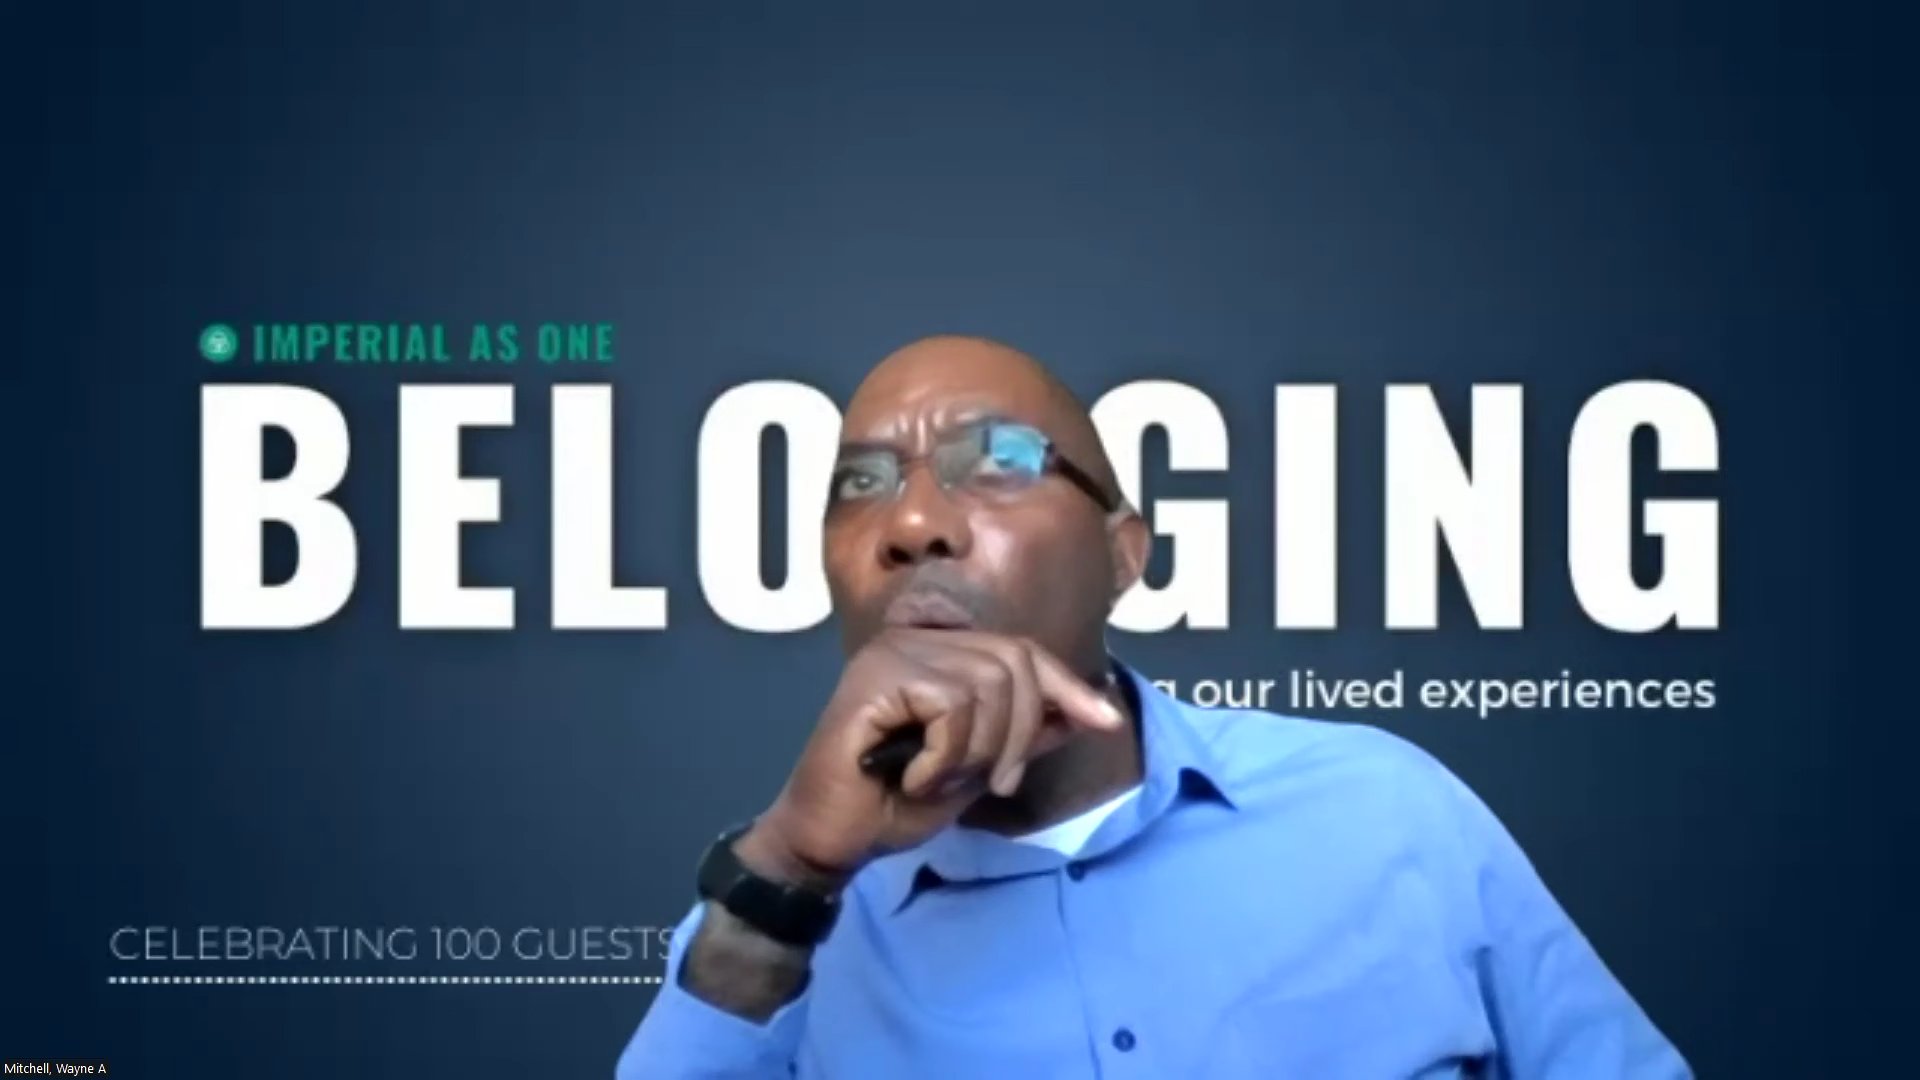 IMPERIAL AS ONE
BELO GING
our lived experiences
CELEBRATING 100 GUESTS
Mitchell, Wayne A